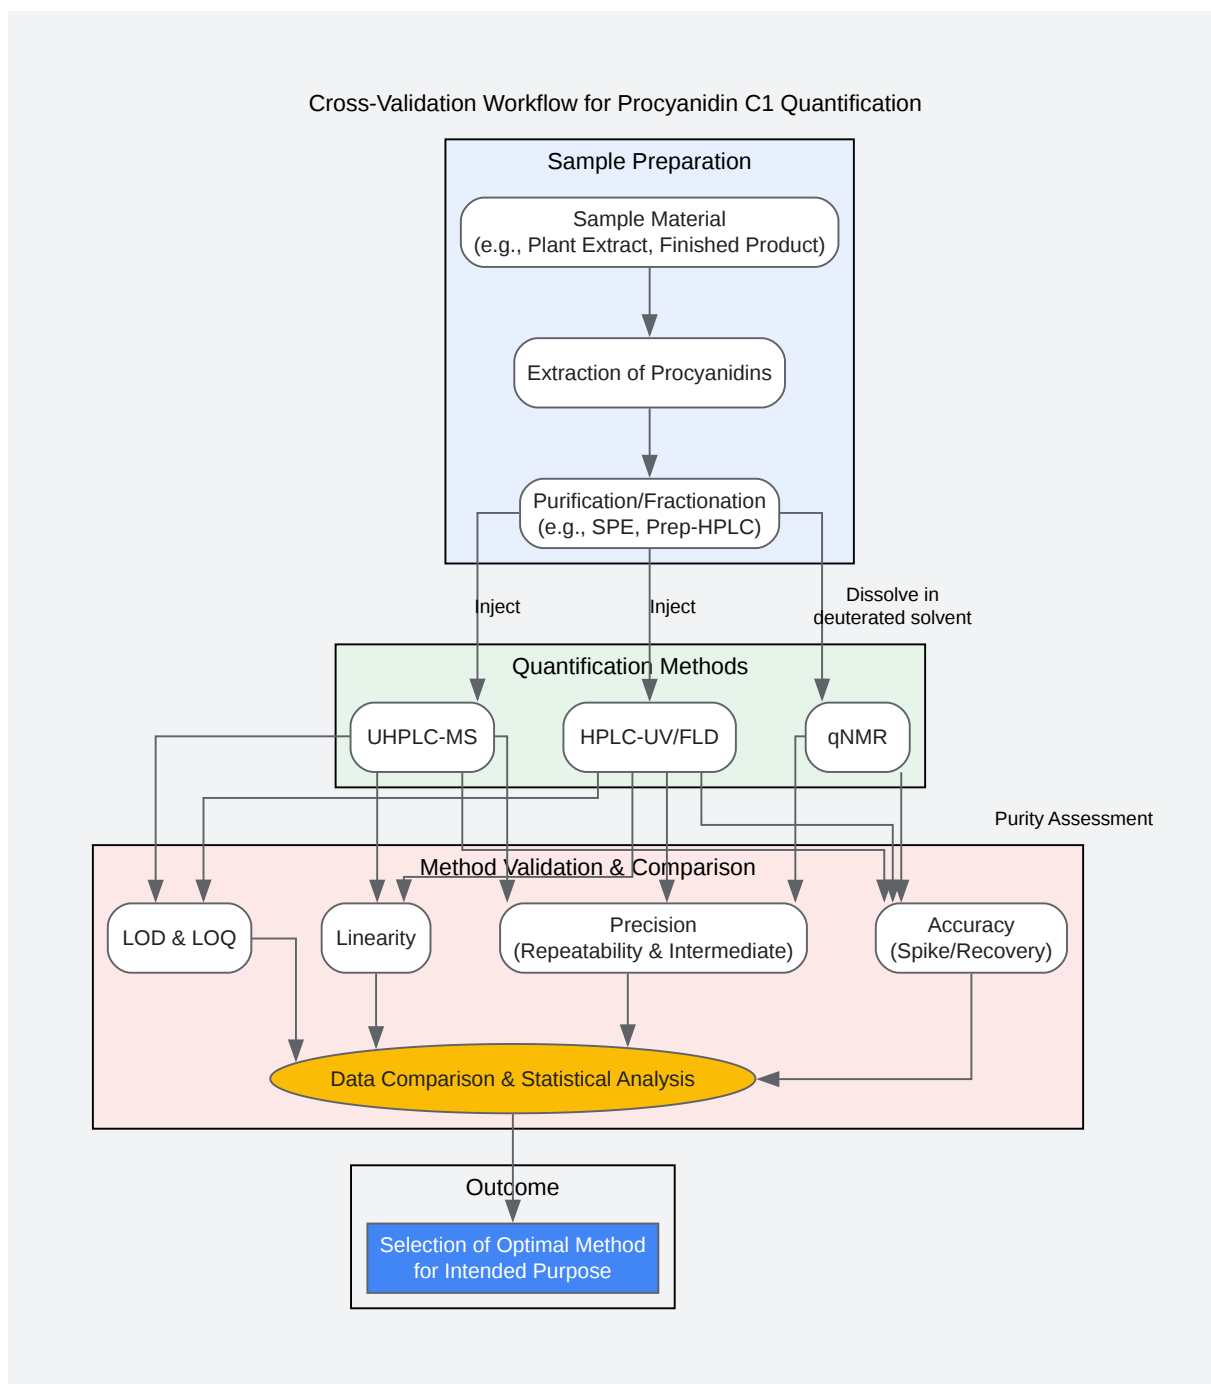 Cross-Validation Workflow for Procyanidin C1 Quantification
Sample Preparation
Sample Material
(e.g., Plant Extract, Finished Product)
Extraction of Procyanidins
Purification/Fractionation
(e.g., SPE, Prep-HPLC)
Inject
Inject
Dissolve in
deuterated solvent
Quantification Methods
UHPLC-MS
HPLC-UV/FLD
qNMR
Purity Assessment
Method Validation & Comparison
LOD & LOQ
Linearity
Precision
(Repeatability & Intermediate)
Accuracy
(Spike/Recovery)
Data Comparison & Statistical Analysis
Outcome
Selection of Optimal Method
for Intended Purpose